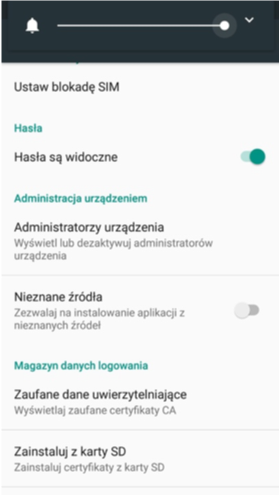 Ustaw blokadę SIM
Hasła
Hasła są widoczne
Administracja urządzeniem
Administratorzy urządzenia
Wyświetl lub dezaktywuj administratorów
urządzenia
Nieznane źródła
Zezwalaj na instalowanie aplikacji z
nieznanych źródeł
Magazyn danych logowania
Zaufane dane uwierzytelniające
Wyświetlaj zaufane certyfikaty CA
Zainstaluj z karty SD
Zainstaluj certyfikaty z karty SD